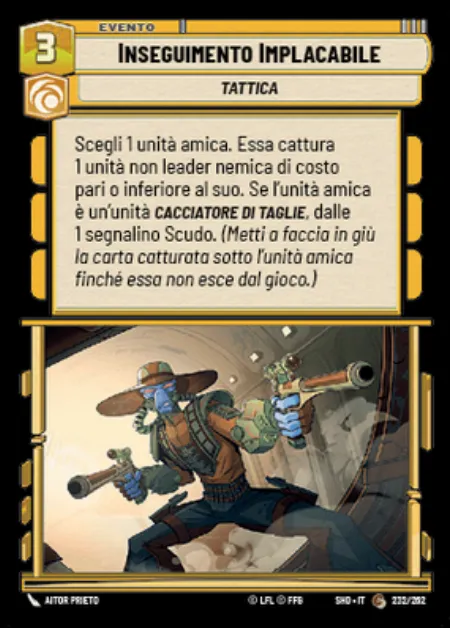 3
EVENTO
INSEGUIMENTO IMPLACABILE
TATTICA
Scegli 1 unità amica. Essa cattura
1 unità non leader nemica di costo
pari o inferiore al suo. Se l'unità amica
è un'unità CACCIATORE DI TAGLIE, dalle
1 segnalino Scudo. (Metti a faccia in giù
la carta catturata sotto l'unità amica
finché essa non esce dal gioco.)
AITOR PRIETO
© LFL © FFG
SHD • IT
232/262